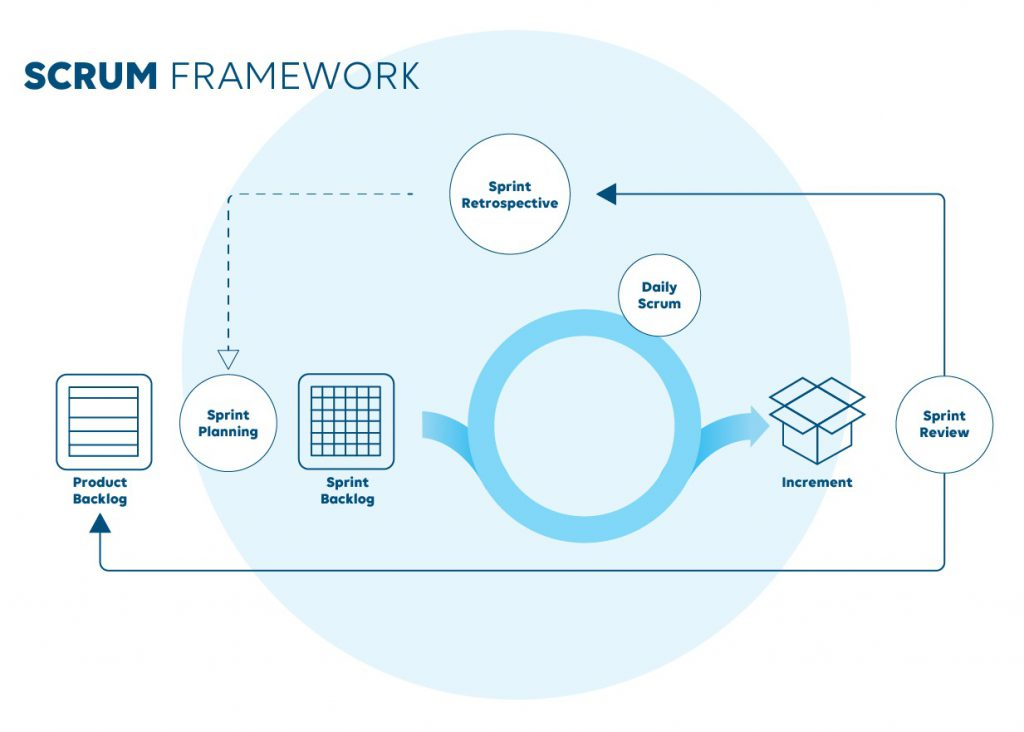 SCRUM FRAMEWORK
Sprint
Retrospective
Daily
Scrum
Sprint
Planning
Sprint
Review
Product
Backlog
Sprint
Backlog
Increment